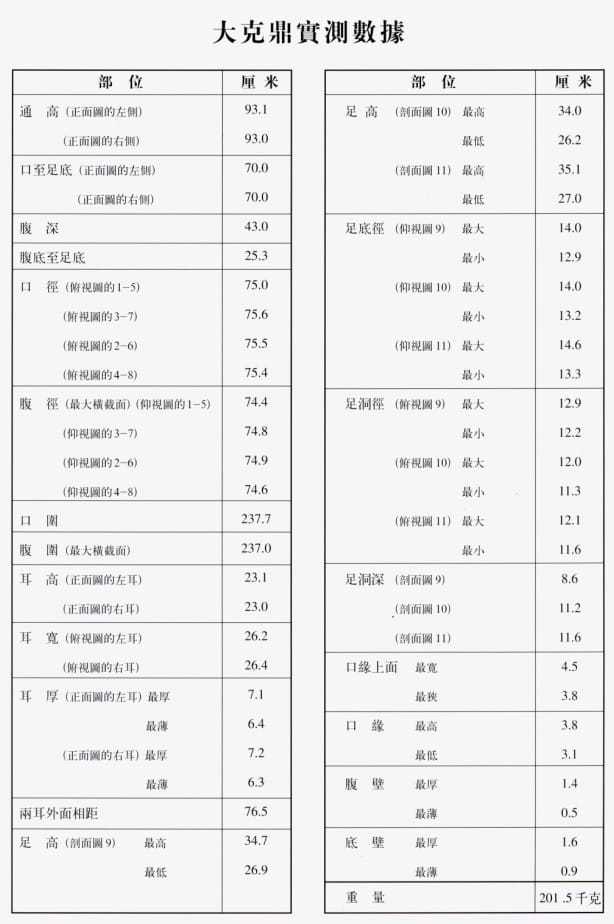 大克鼎實測數據
部 位 厘米
通 高 (正面圖的左側) 93.1
(正面圖的右側) 93.0
口至足底 (正面圖的左側) 70.0
(正面圖的右側) 70.0
腹 深 43.0
腹底至足底 25.3
口 徑 (俯視圖的1-5) 75.0
(俯視圖的3-7) 75.6
(俯視圖的2-6) 75.5
(俯視圖的4-8) 75.4
腹 徑 (最大橫截面) (仰視圖的1-5) 74.4
(仰視圖的3-7) 74.8
(仰視圖的2-6) 74.9
(仰視圖的4-8) 74.6
口 圍 237.7
腹 圍 (最大橫截面) 237.0
耳 高 (正面圖的左耳) 23.1
(正面圖的右耳) 23.0
耳 寬 (俯視圖的左耳) 26.2
(俯視圖的右耳) 26.4
耳 厚 (正面圖的左耳) 最厚 7.1
最薄 6.4
(正面圖的右耳) 最厚 7.2
最薄 6.3
兩耳外面相距 76.5
足 高 (剖面圖9) 最高 34.7
最低 26.9
部 位 厘米
足 高 (剖面圖10) 最高 34.0
最低 26.2
(剖面圖11) 最高 35.1
最低 27.0
足底徑 (仰視圖9) 最大 14.0
最小 12.9
(仰視圖10) 最大 14.0
最小 13.2
(仰視圖11) 最大 14.6
最小 13.3
足洞徑 (俯視圖9) 最大 12.9
最小 12.2
(俯視圖10) 最大 12.0
最小 11.3
(俯視圖11) 最大 12.1
最小 11.6
足洞深 (剖面圖9) 8.6
(剖面圖10) 11.2
(剖面圖11) 11.6
口緣上面 最寬 4.5
最狹 3.8
口 緣 最高 3.8
最低 3.1
腹 壁 最厚 1.4
最薄 0.5
底 壁 最厚 1.6
最薄 0.9
重 量 201.5千克